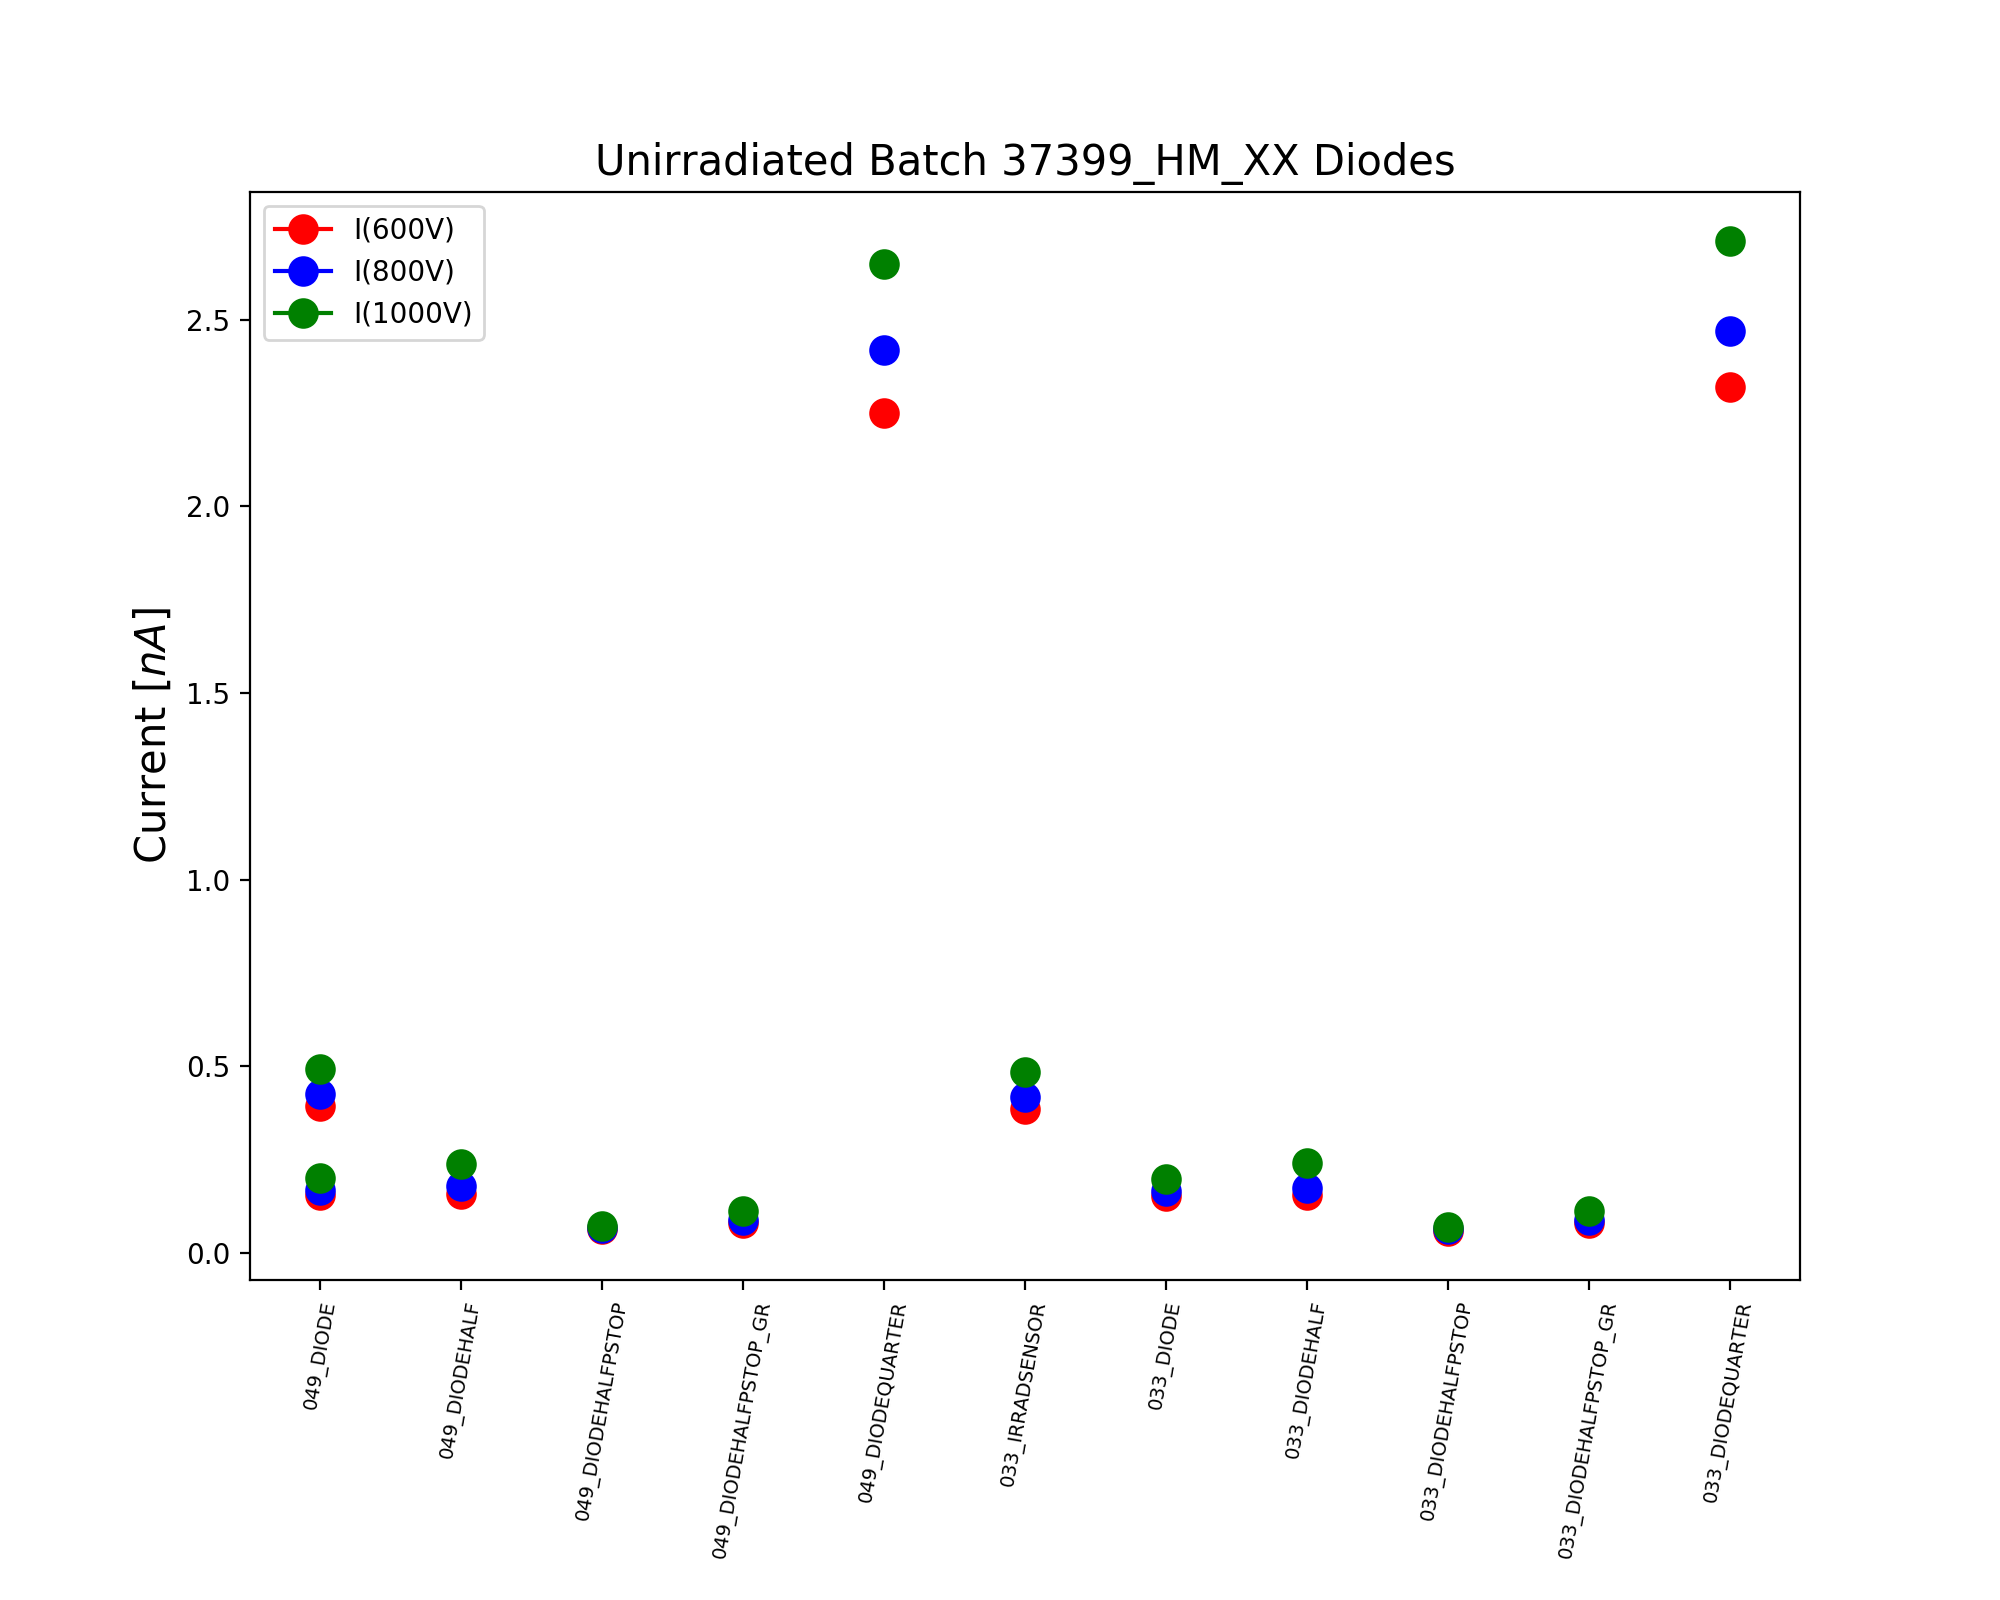 Unirradiated Batch 37399_HM_XX Diodes
I(600V)
I(800V)
I(1000V)
Current [nA]
2.5
2.0
1.5
1.0
0.5
0.0
049_DIODE
049_DIODEHALF
049_DIODEHALFPSTOP
049_DIODEHALFPSTOP_GR
049_DIODEQUARTER
033_IRRADSENSOR
033_DIODE
033_DIODEHALF
033_DIODEHALFPSTOP
033_DIODEHALFPSTOP_GR
033_DIODEQUARTER